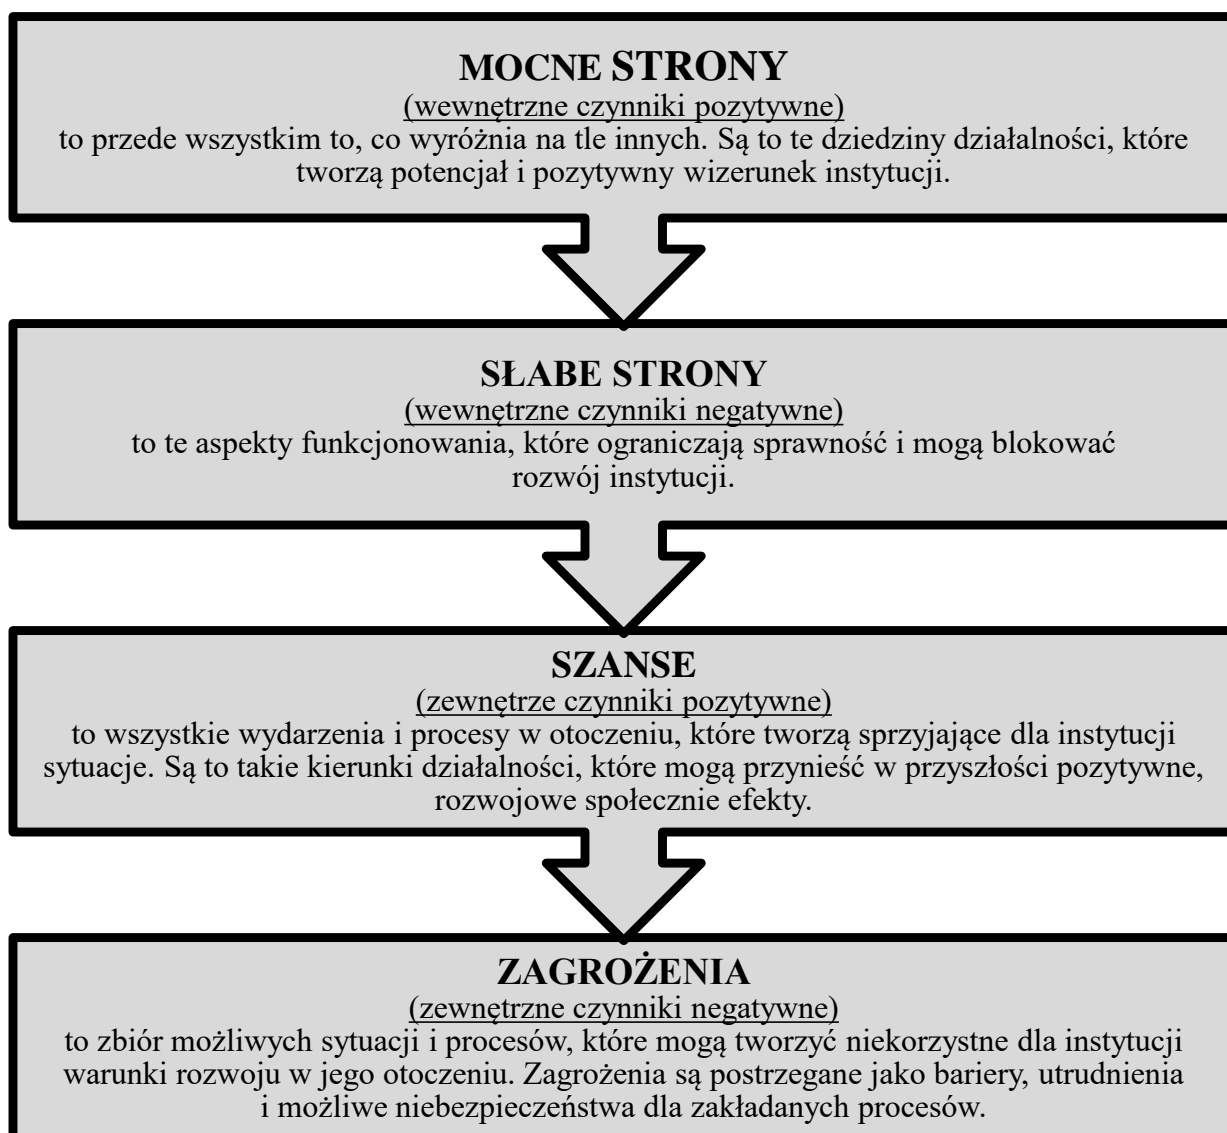 MOCNE STRONY
(wewnętrzne czynniki pozytywne)
to przede wszystkim to, co wyróżnia na tle innych. Są to te dziedziny działalności, które
tworzą potencjał i pozytywny wizerunek instytucji.
SŁABE STRONY
(wewnętrzne czynniki negatywne)
to te aspekty funkcjonowania, które ograniczają sprawność i mogą blokować
rozwój instytucji.
SZANSE
(zewnętrze czynniki pozytywne)
to wszystkie wydarzenia i procesy w otoczeniu, które tworzą sprzyjające dla instytucji
sytuacje. Są to takie kierunki działalności, które mogą przynieść w przyszłości pozytywne,
rozwojowe społecznie efekty.
ZAGROŻENIA
(zewnętrzne czynniki negatywne)
to zbiór możliwych sytuacji i procesów, które mogą tworzyć niekorzystne dla instytucji
warunki rozwoju w jego otoczeniu. Zagrożenia są postrzegane jako bariery, utrudnienia
i możliwe niebezpieczeństwa dla zakładanych procesów.